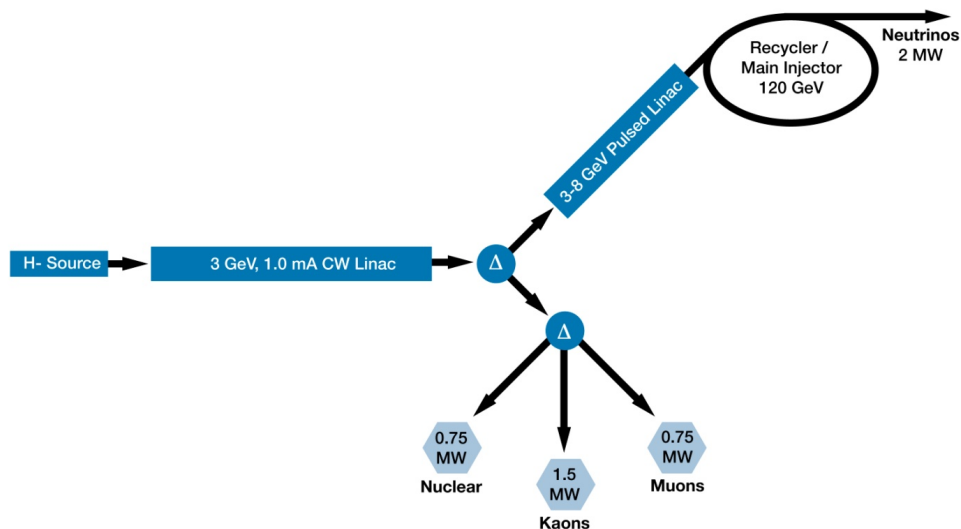 Neutrinos
2 MW
Recycler /
Main Injector
120 GeV
3-8 GeV Pulsed Linac
H- Source
3 GeV, 1.0 mA CW Linac
Δ
Δ
0.75
MW
Nuclear
1.5
MW
Kaons
0.75
MW
Muons